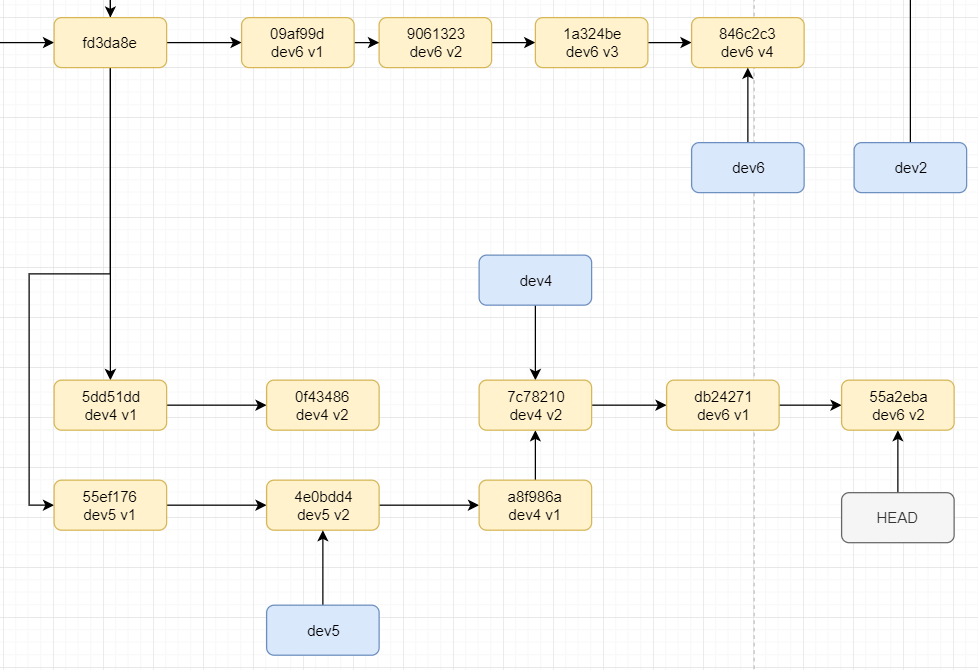 fd3da8e
09af99d
dev6 v1
9061323
dev6 v2
1a324be
dev6 v3
846c2c3
dev6 v4
dev6
dev2
dev4
5dd51dd
dev4 v1
0f43486
dev4 v2
7c78210
dev4 v2
db24271
dev6 v1
55a2eba
dev6 v2
55ef176
dev5 v1
4e0bdd4
dev5 v2
a8f986a
dev4 v1
HEAD
dev5